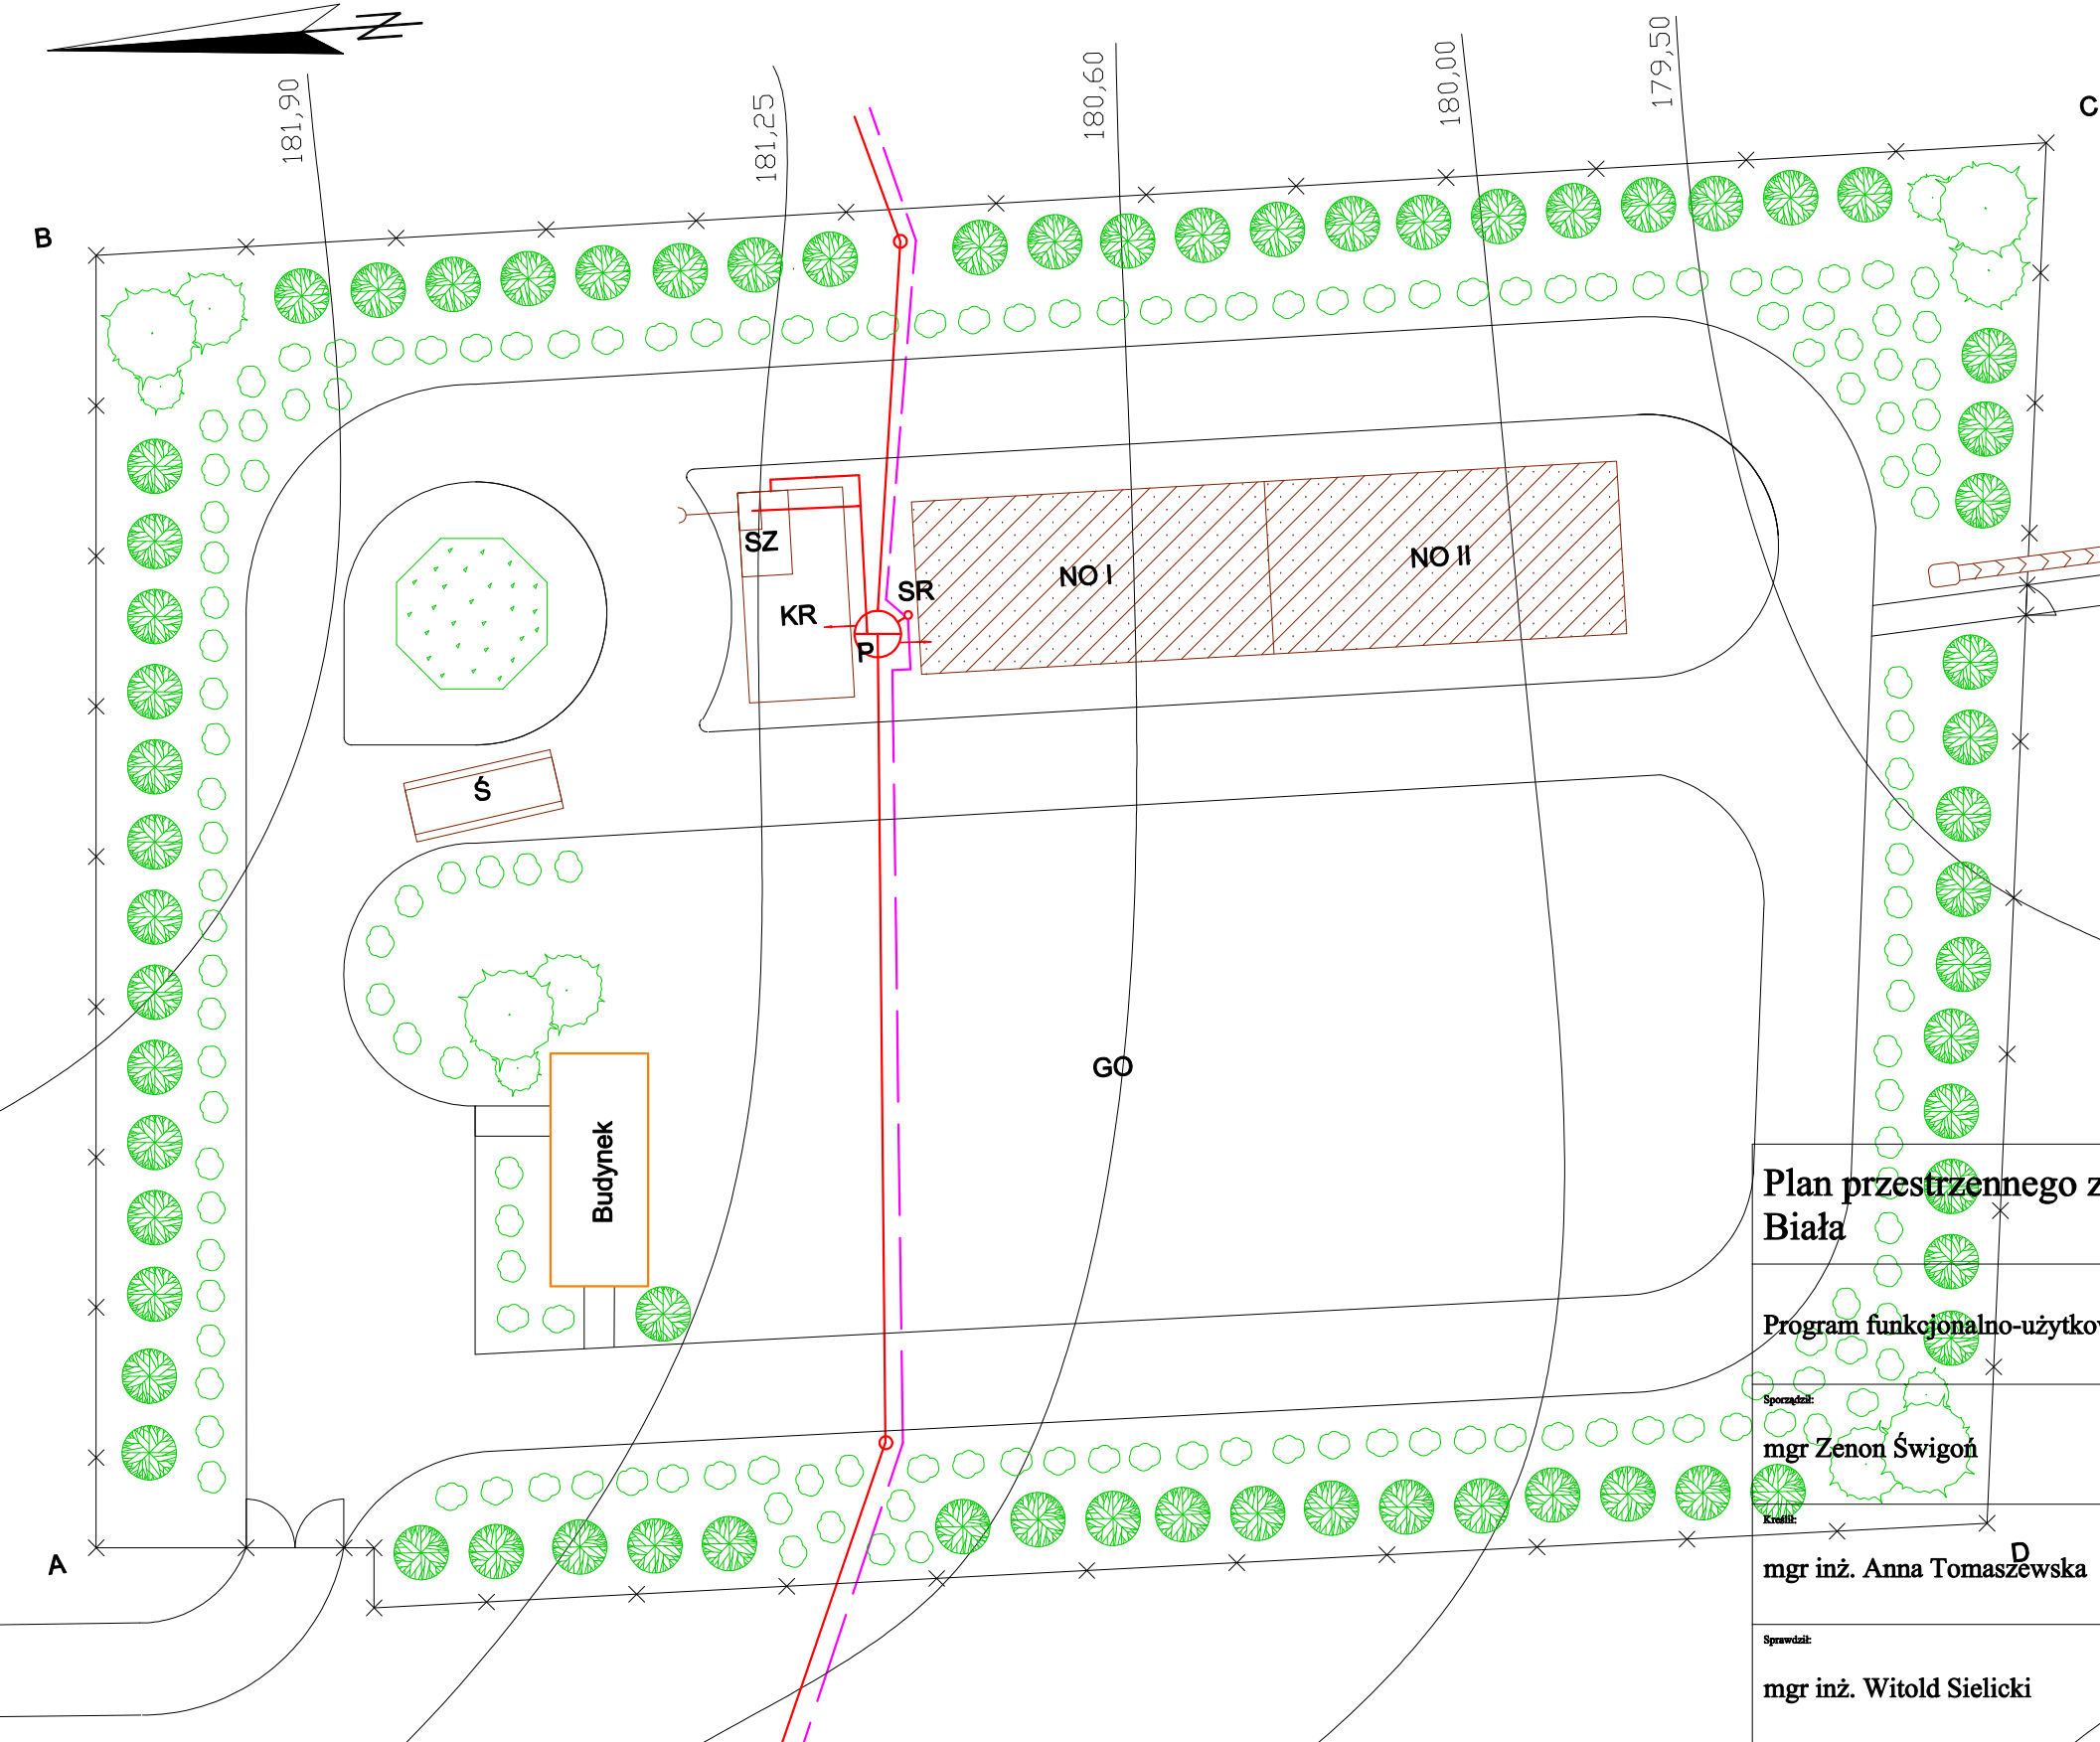 N
181,90
181,25
180,60
180,00
179,50
C
B
SZ
KR
SR
P
NO I
NO II
Ś
GO
Budynek
A
D
Plan przestrzennego z
Biała
Program funkcjonalno-użytko
Sporządził:
mgr Zenon Świgoń
Kreślił:
mgr inż. Anna Tomaszewska
Sprawdził:
mgr inż. Witold Sielicki